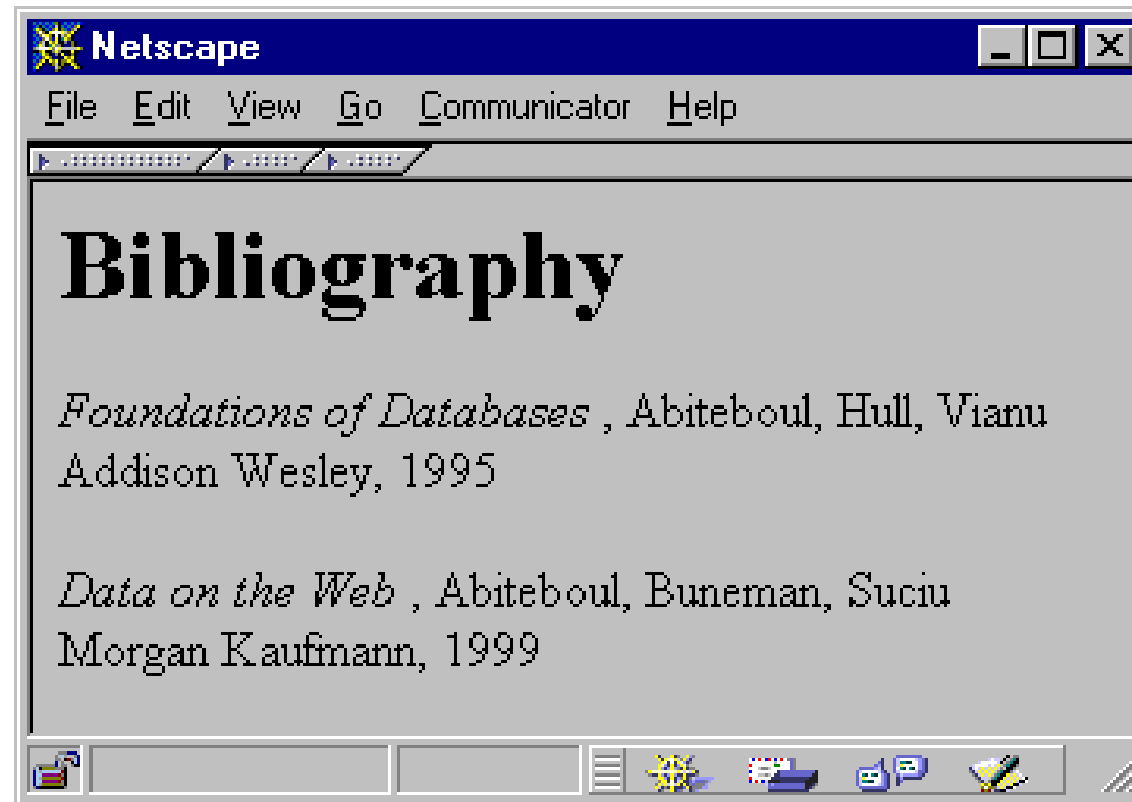 Netscape
File Edit View Go Communicator Help
Bibliography
Foundations of Databases , Abiteboul, Hull, Vianu
Addison Wesley, 1995
Data on the Web , Abiteboul, Buneman, Suciu
Morgan Kaufmann, 1999